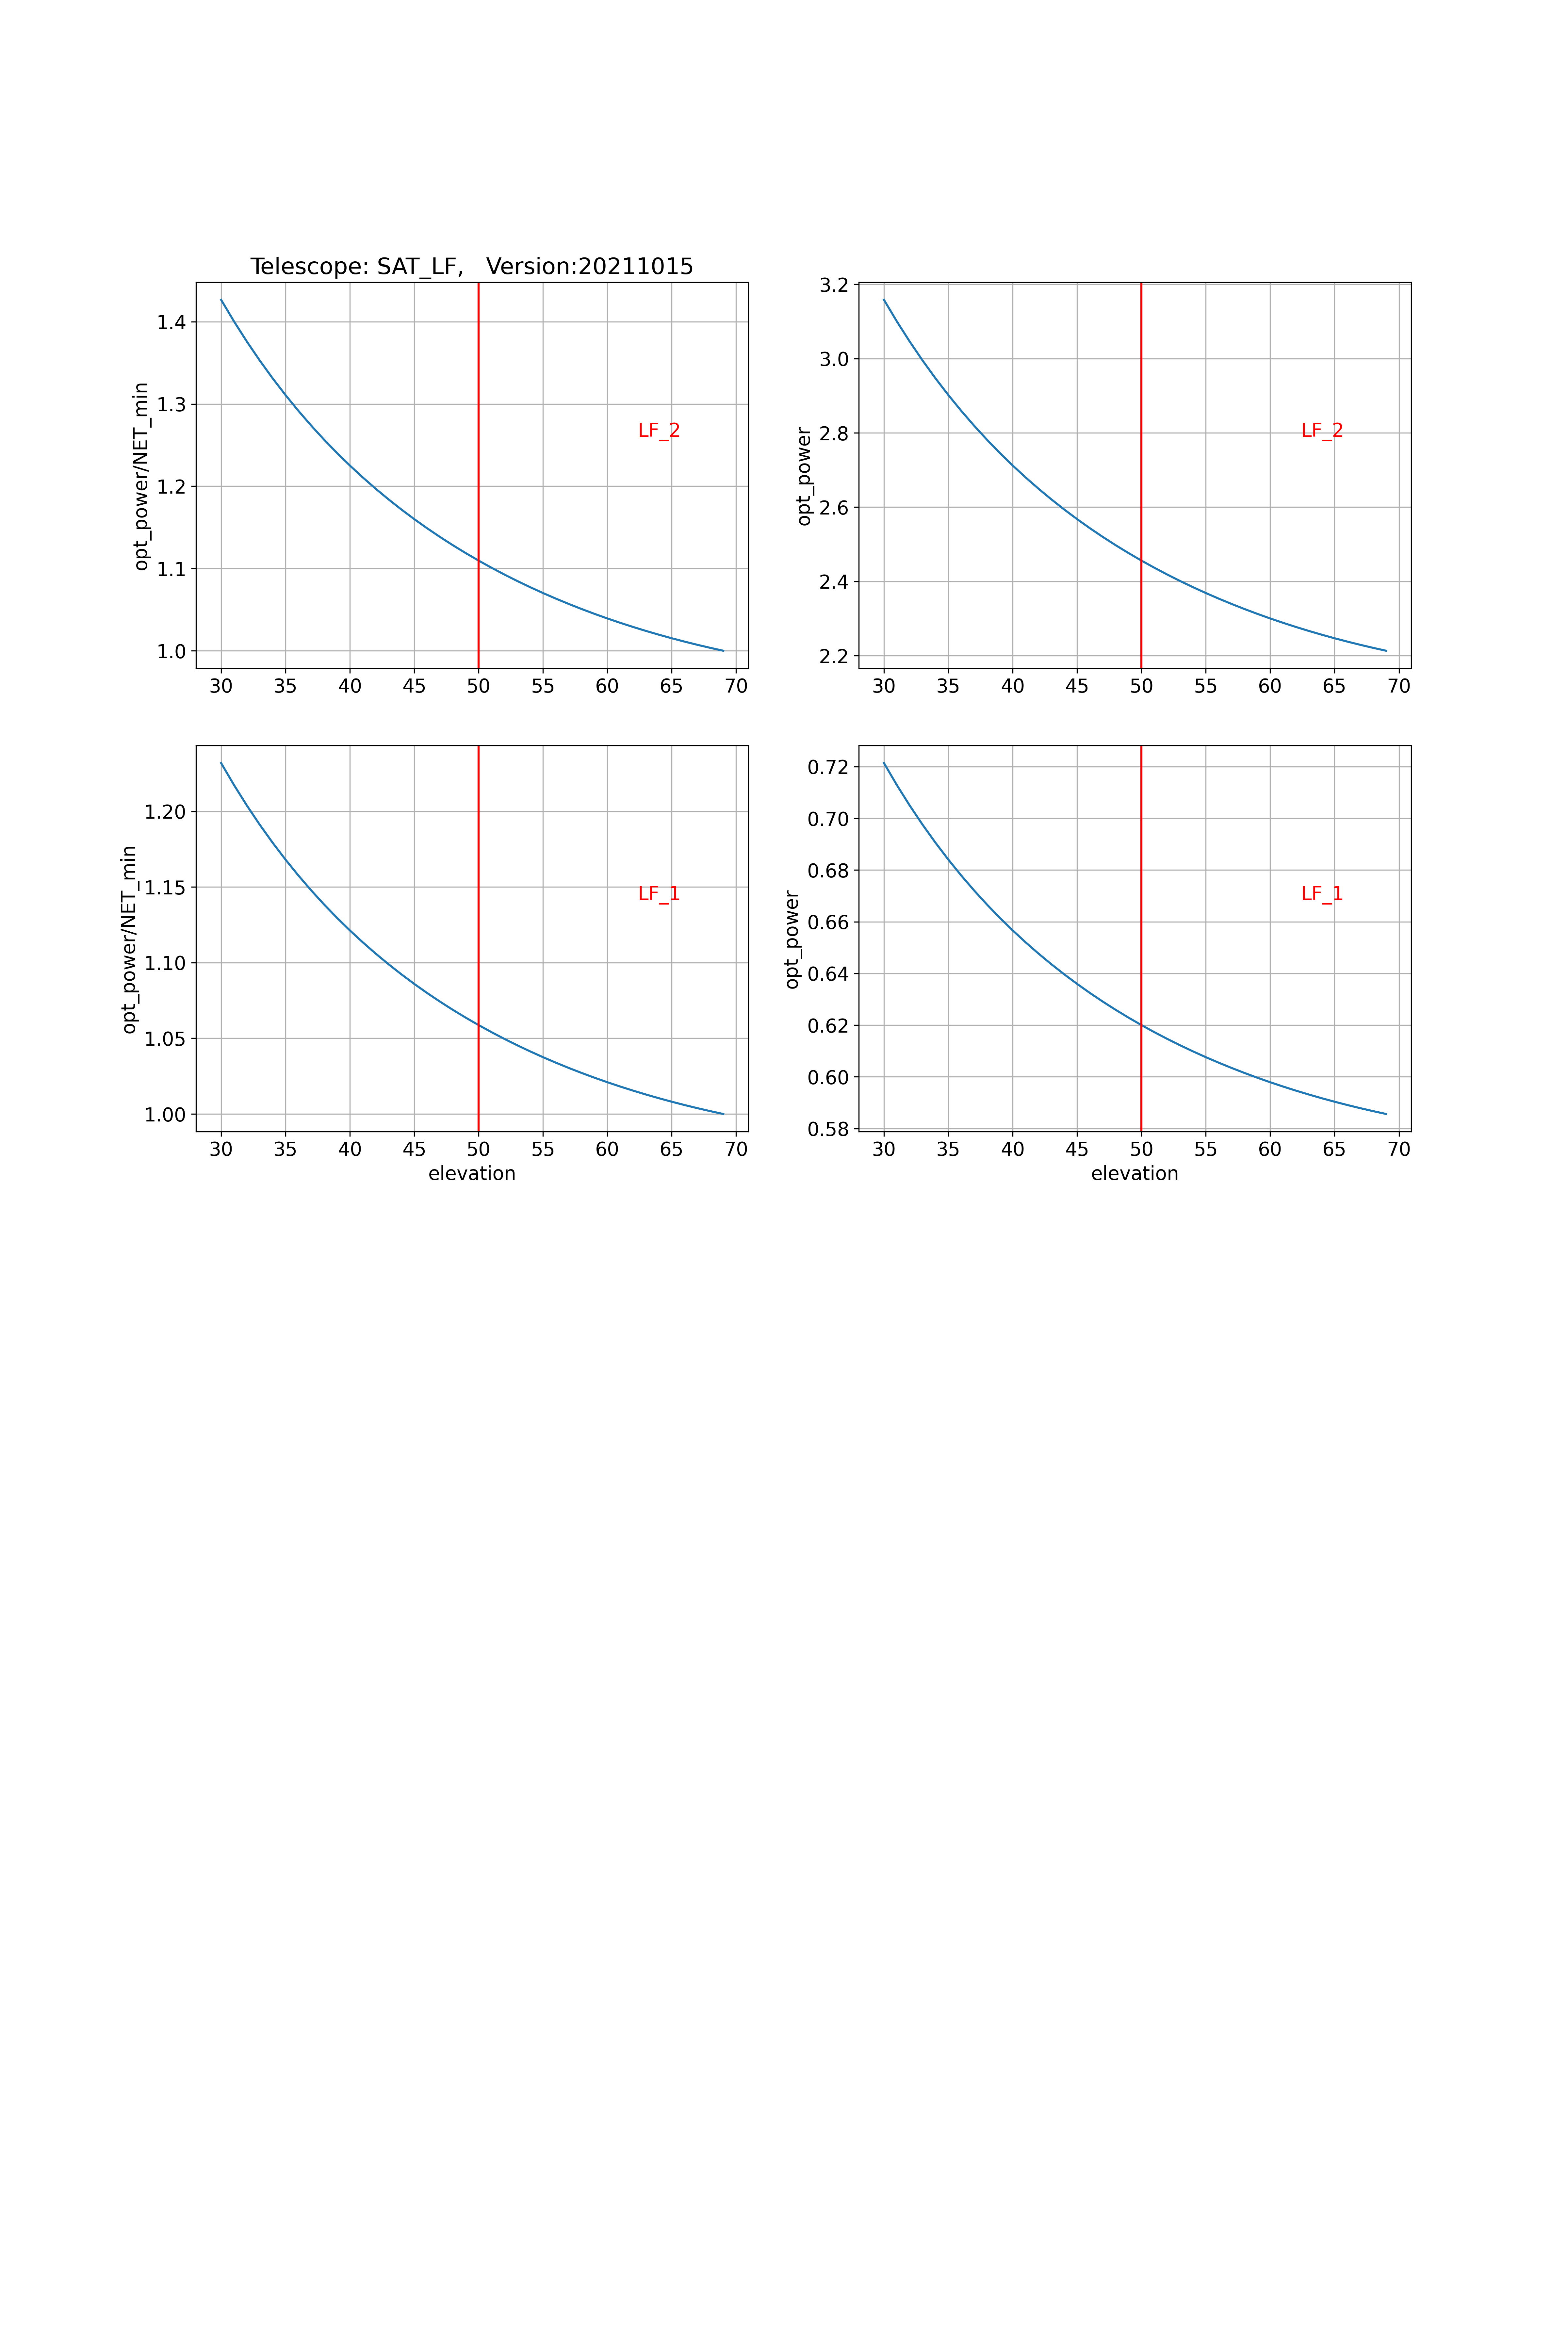 Telescope: SAT_LF,   Version:20211015
opt_power/NET_min
1.4
1.3
1.2
1.1
1.0
LF_2
30 35 40 45 50 55 60 65 70
opt_power
3.2
3.0
2.8
2.6
2.4
2.2
LF_2
30 35 40 45 50 55 60 65 70
opt_power/NET_min
1.20
1.15
1.10
1.05
1.00
LF_1
30 35 40 45 50 55 60 65 70
elevation
opt_power
0.72
0.70
0.68
0.66
0.64
0.62
0.60
0.58
LF_1
30 35 40 45 50 55 60 65 70
elevation